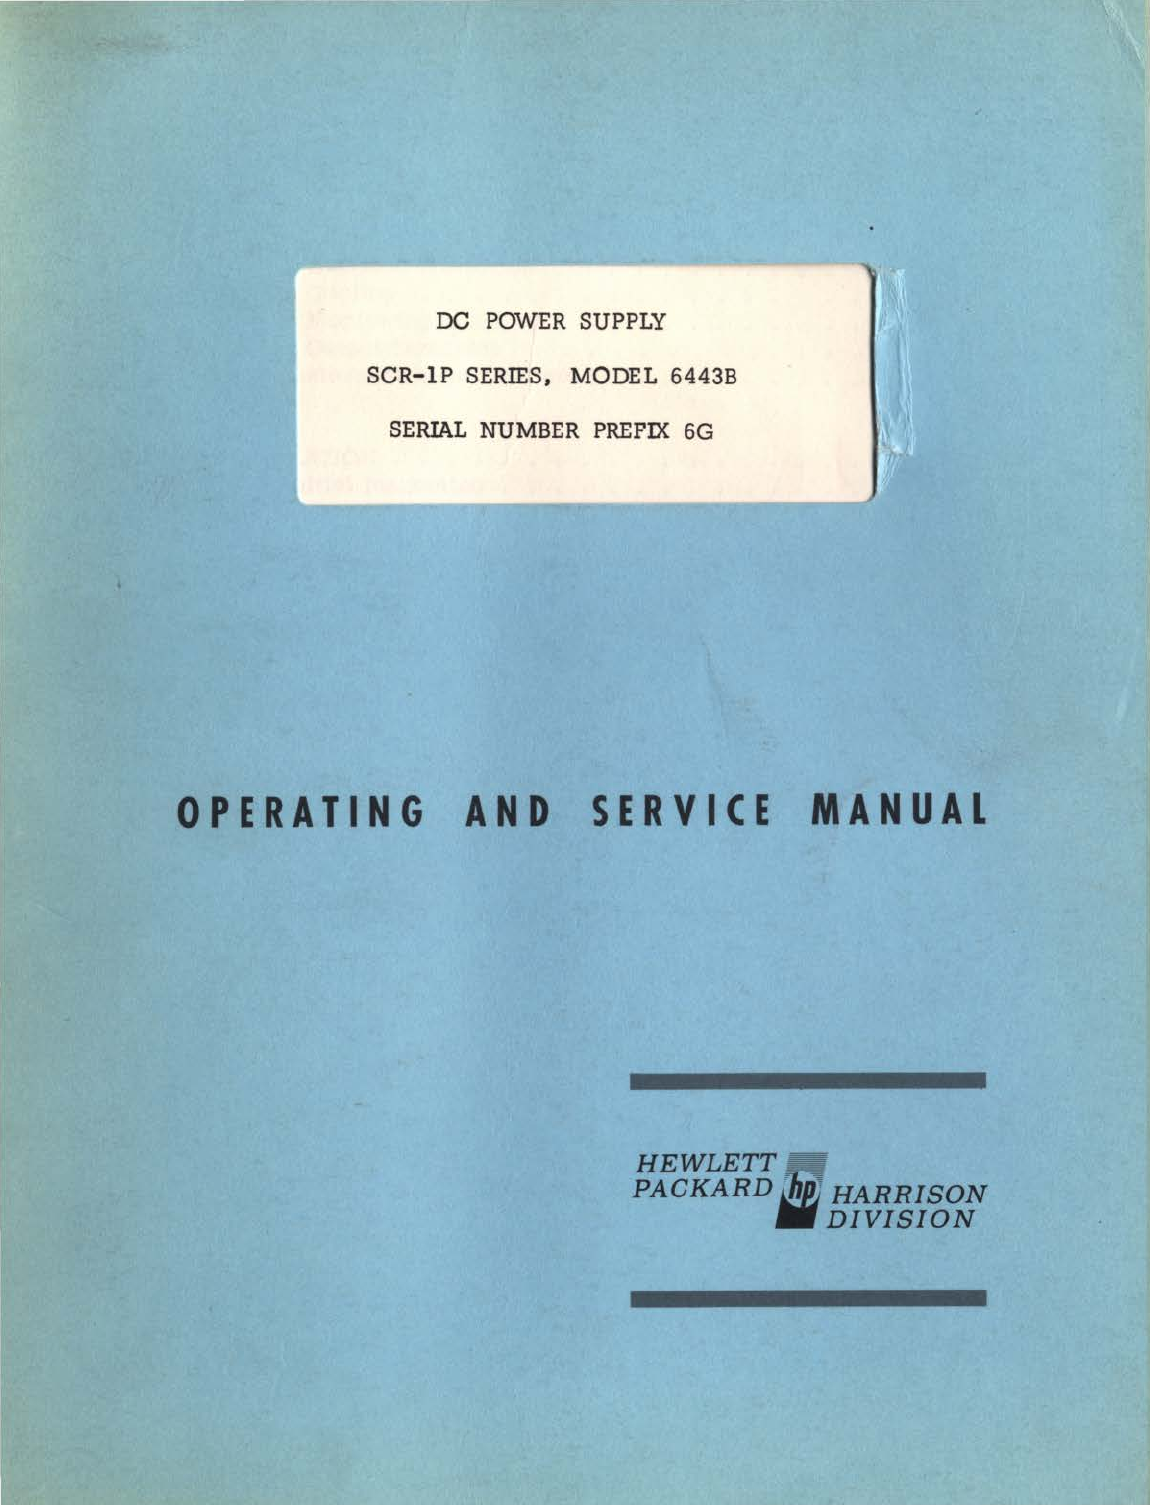 DC POWER SUPPLY
SCR-1P SERIES, MODEL 6443B
SERIAL NUMBER PREFIX 6G
OPERATING AND SERVICE MANUAL
HEWLETT
PACKARD
hp
HARRISON
DIVISION